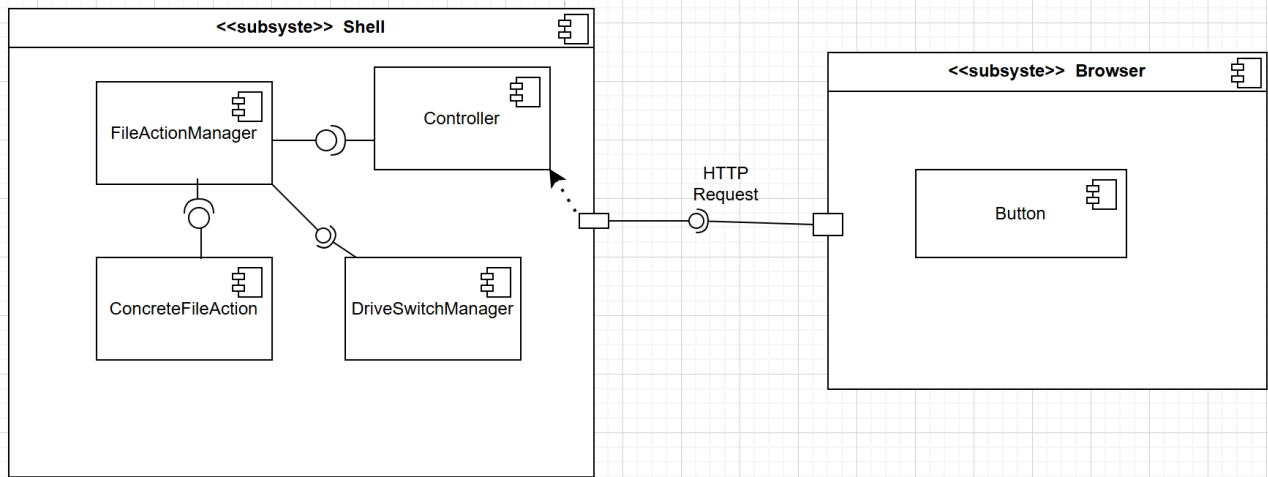 <<subsyste>> Shell
FileActionManager
Controller
ConcreteFileAction
DriveSwitchManager
HTTP
Request
<<subsyste>> Browser
Button